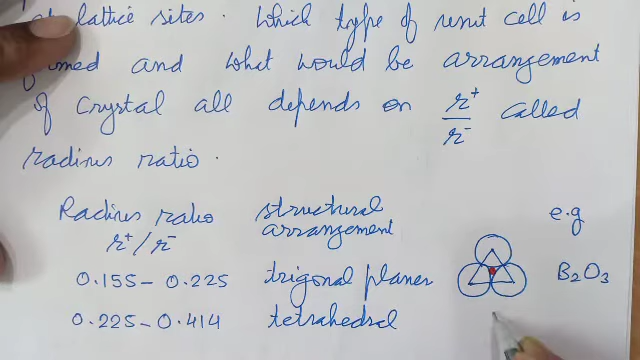 lattice sites. Which type of unit cell is
formed and what would be arrangement
of crystal all depends on r⁺/r⁻ called
radius ratio.
Radius ratio structural e.g
r⁺/r⁻ arrangement
0.155-0.225 trigonal planer B₂O₃
0.225-0.414 tetrahedral